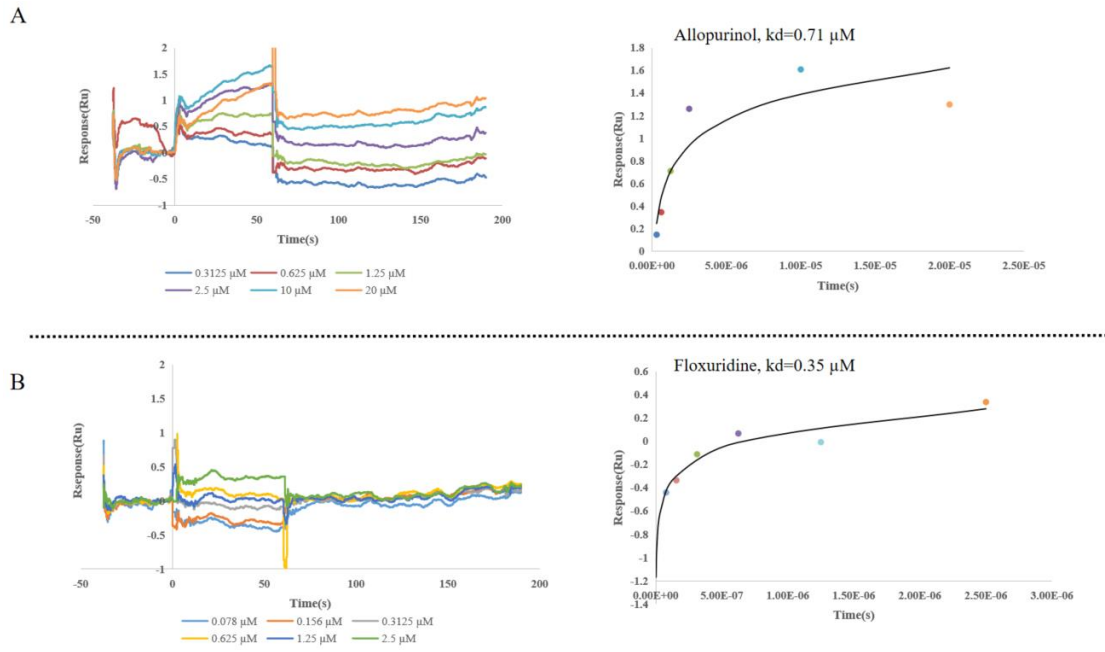 A
Allopurinol, kd=0.71 µM
Response(Ru)
2
1.5
1
0.5
0
-0.5
-1
-50 0 50 100 150 200
Time(s)
0.3125 µM 0.625 µM 1.25 µM
2.5 µM 10 µM 20 µM
Response(Ru)
1.8
1.6
1.4
1.2
1
0.8
0.6
0.4
0.2
0
0.00E+00 5.00E-06 1.00E-05 1.50E-05 2.00E-05 2.50E-05
Time(s)
B
Floxuridine, kd=0.35 µM
Rsesponse(Ru)
2
1
0.5
0
-0.5
-1
-50 0 50 100 150 200
Time(s)
0.078 µM 0.156 µM 0.3125 µM
0.625 µM 1.25 µM 2.5 µM
Response(Ru)
0.6
0.4
0.2
0
-0.2
-0.4
-0.6
-0.8
-1
-1.2
-1.4
0.00E+00 5.00E-07 1.00E-06 1.50E-06 2.00E-06 2.50E-06 3.00E-06
Time(s)